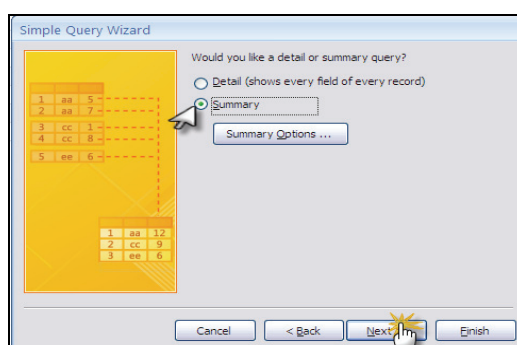 Simple Query Wizard
Would you like a detail or summary query?
Detail (shows every field of every record)
Summary
Summary Options ...
1 aa 5
2 aa 7
3 cc 1
4 cc 8
5 ee 6
1 aa 12
2 cc 9
3 ee 6
Cancel
< Back
Next
Finish